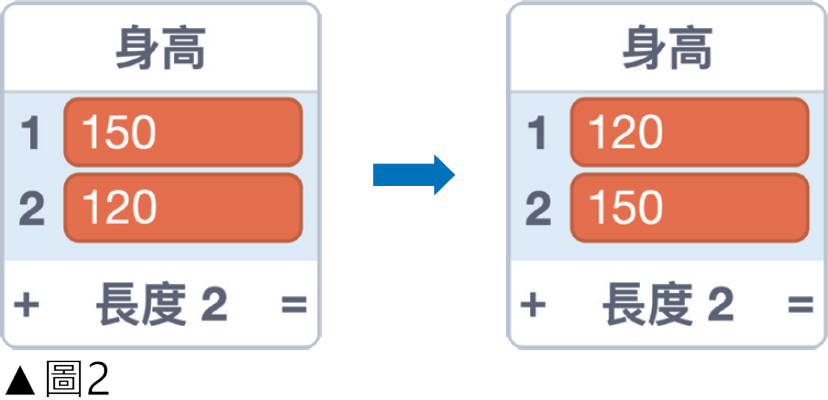 身高
1 150
2 120
+ 長度 2 =
身高
1 120
2 150
+ 長度 2 =
▲圖2